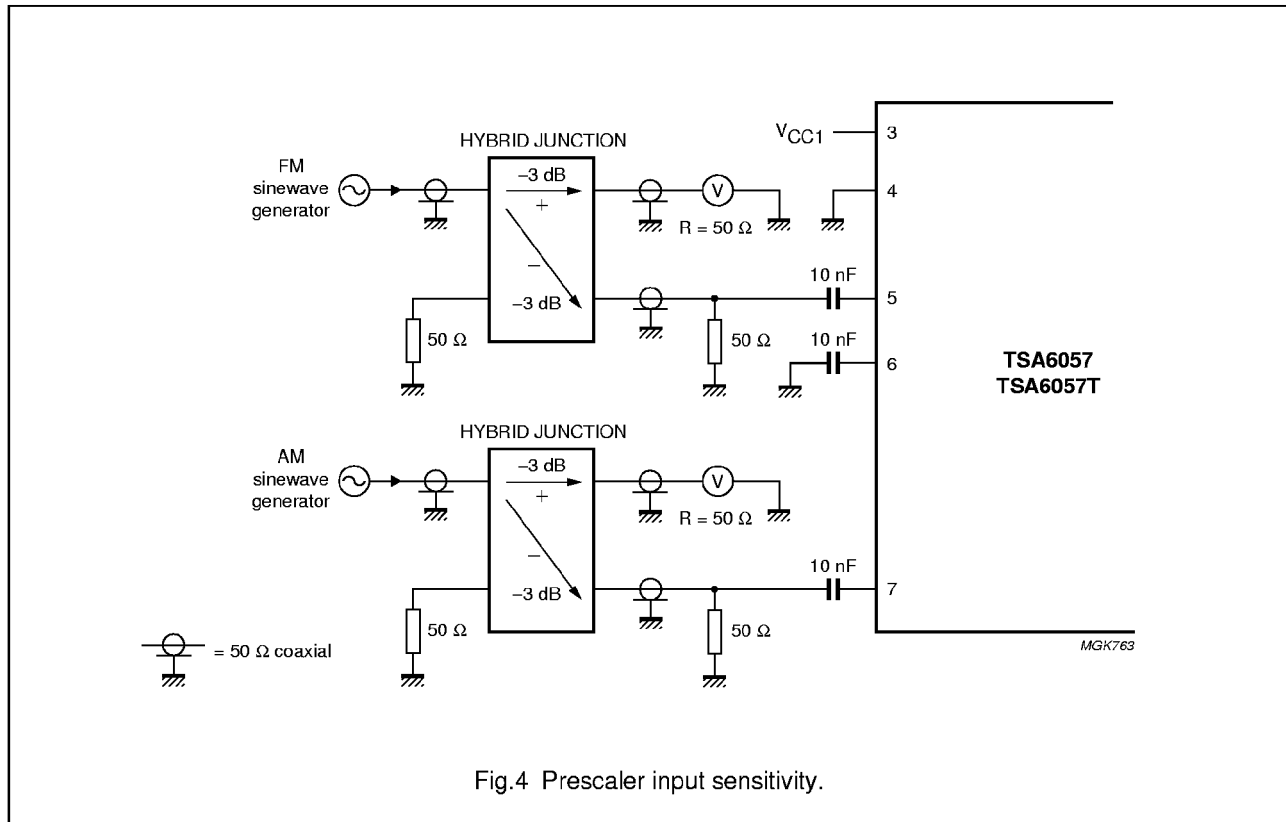 HYBRID JUNCTION
FM
sinewave
generator
−3 dB
+
−
−3 dB
V
R = 50 Ω
50 Ω
50 Ω
VCC1
3
4
10 nF
5
10 nF
6
TSA6057
TSA6057T
HYBRID JUNCTION
AM
sinewave
generator
−3 dB
+
−
−3 dB
V
R = 50 Ω
50 Ω
50 Ω
10 nF
7
= 50 Ω coaxial
MGK763
Fig.4 Prescaler input sensitivity.